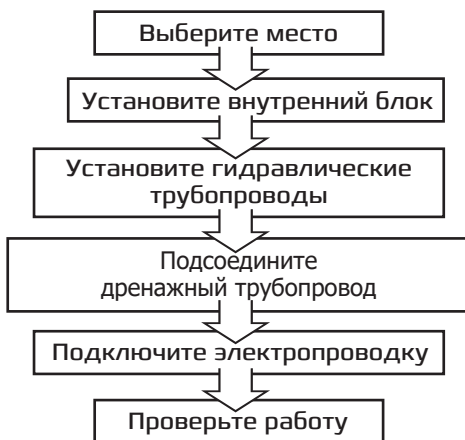 Выберите место
Установите внутренний блок
Установите гидравлические
трубопроводы
Подсоедините
дренажный трубопровод
Подключите электропроводку
Проверьте работу